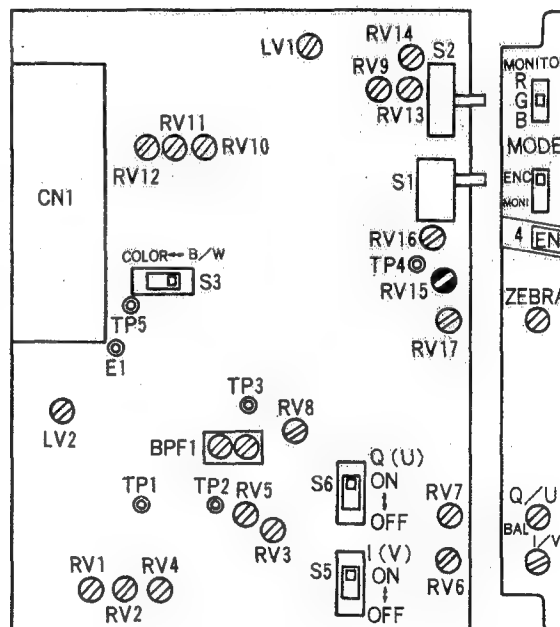 LV1
RV14
S2
RV9
RV13
MONITO
R
G
B
RV11
RV10
RV12
MODE
CN1
S1
ENC
MONI
RV16
4 EN
COLOR↔B/W
S3
TP4
RV15
ZEBRA
TP5
RV17
E1
TP3
RV8
LV2
BPF1
Q (U)
S6
ON
↕
OFF
TP1
TP2
RV5
RV7
Q/U
BAL
RV3
I/V
I (V)
S5
ON
↕
OFF
RV6
RV1
RV4
RV2